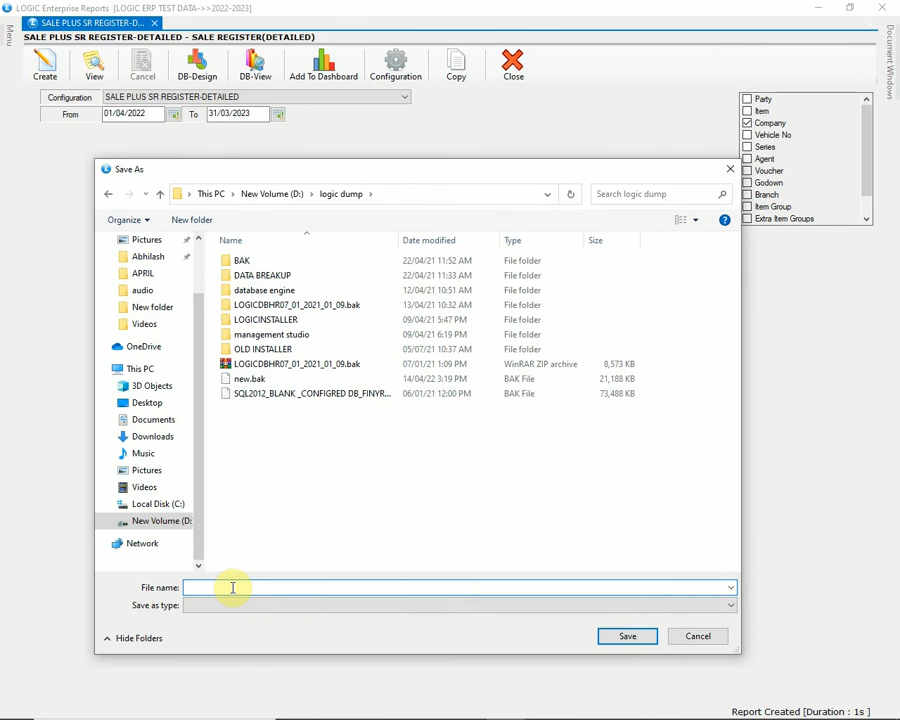 LOGIC Enterprise Reports - [LOGIC ERP TEST DATA->>2022-2023]
Menu
SALE PLUS SR REGISTER-D...
SALE PLUS SR REGISTER-DETAILED - SALE REGISTER(DETAILED)
Document Windows
Create View Cancel DB-Design DB-View Add To Dashboard Configuration Copy Close
Configuration SALE PLUS SR REGISTER-DETAILED
From 01/04/2022 To 31/03/2023
Party
Item
Company
Vehicle No
Series
Agent
Voucher
Godown
Branch
Item Group
Extra Item Groups
Save As
This PC > New Volume (D:) > logic dump > Search logic dump
Organize New folder
Name Date modified Type Size
Pictures
Abhilash
APRIL
audio
New folder
Videos
OneDrive
This PC
3D Objects
Desktop
Documents
Downloads
Music
Pictures
Videos
Local Disk (C:)
New Volume (D:
Network
BAK 22/04/21 11:52 AM File folder
DATA BREAKUP 22/04/21 11:33 AM File folder
database engine 12/04/21 10:51 AM File folder
LOGICDBHR07_01_2021_01_09.bak 13/04/21 10:32 AM File folder
LOGICINSTALLER 09/04/21 5:47 PM File folder
management studio 09/04/21 6:19 PM File folder
OLD INSTALLER 05/07/21 10:37 AM File folder
LOGICDBHR07_01_2021_01_09.bak 07/01/21 1:09 PM WinRAR ZIP archive 8,573 KB
new.bak 14/04/22 3:19 PM BAK File 21,188 KB
SQL2012_BLANK _CONFIGRED DB_FINYR... 06/01/21 12:00 PM BAK File 73,488 KB
File name:
Save as type:
Hide Folders Save Cancel
Report Created [Duration : 1s ]